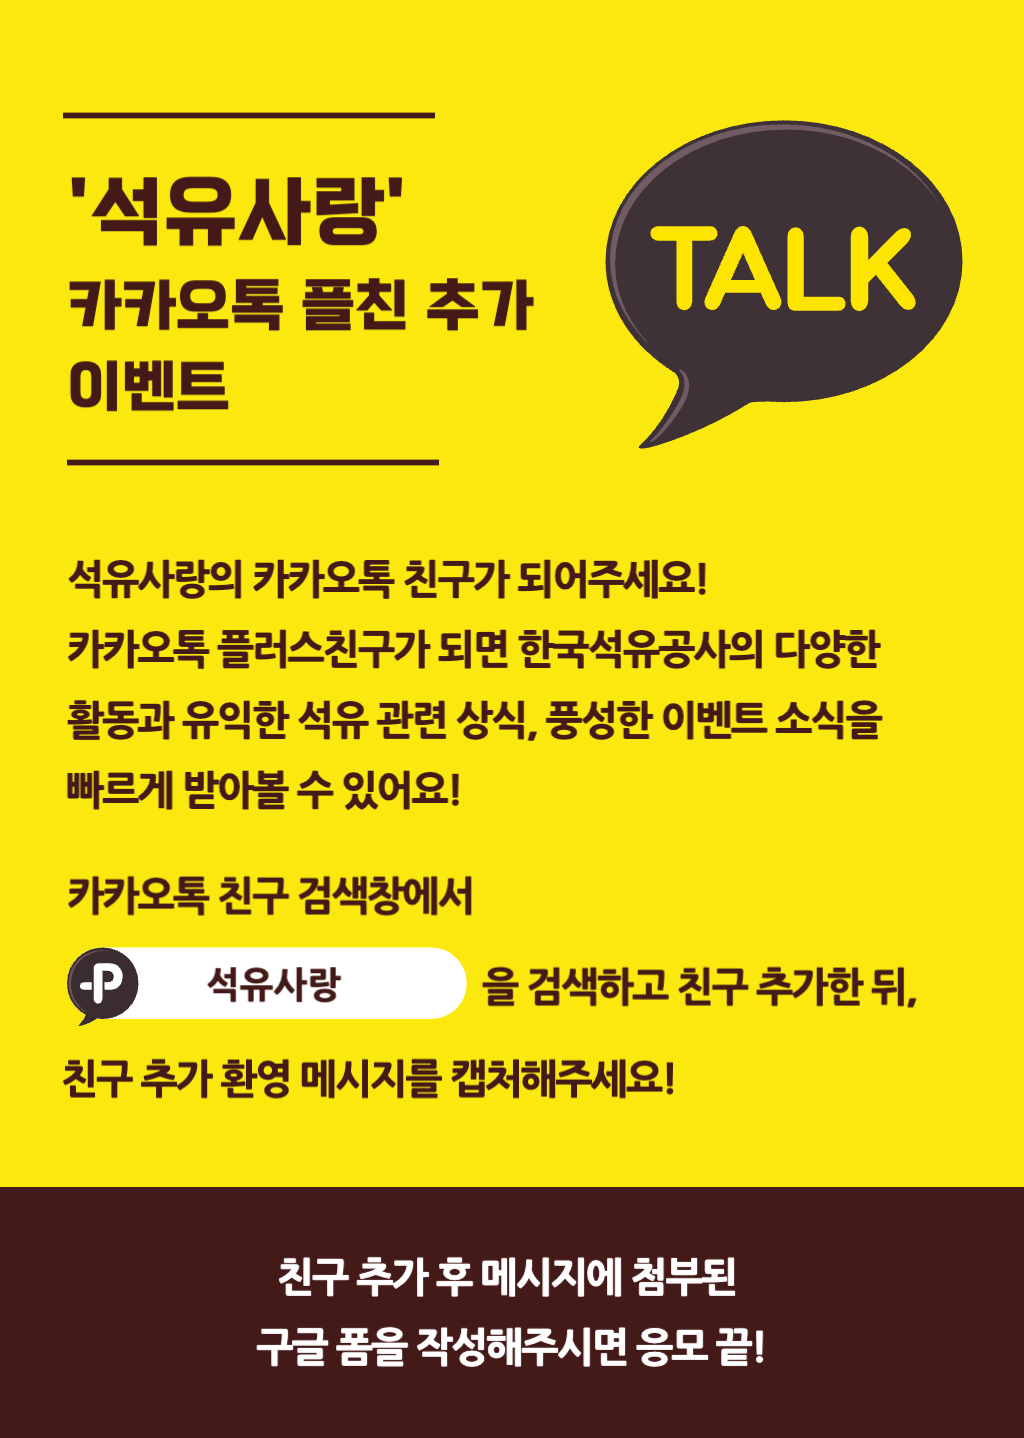 '석유사랑'
카카오톡 플친 추가
이벤트
TALK
석유사랑의 카카오톡 친구가 되어주세요!
카카오톡 플러스친구가 되면 한국석유공사의 다양한
활동과 유익한 석유 관련 상식, 풍성한 이벤트 소식을
빠르게 받아볼 수 있어요!
카카오톡 친구 검색창에서
+P 석유사랑 을 검색하고 친구 추가한 뒤,
친구 추가 환영 메시지를 캡처해주세요!
친구 추가 후 메시지에 첨부된
구글 폼을 작성해주시면 응모 끝!